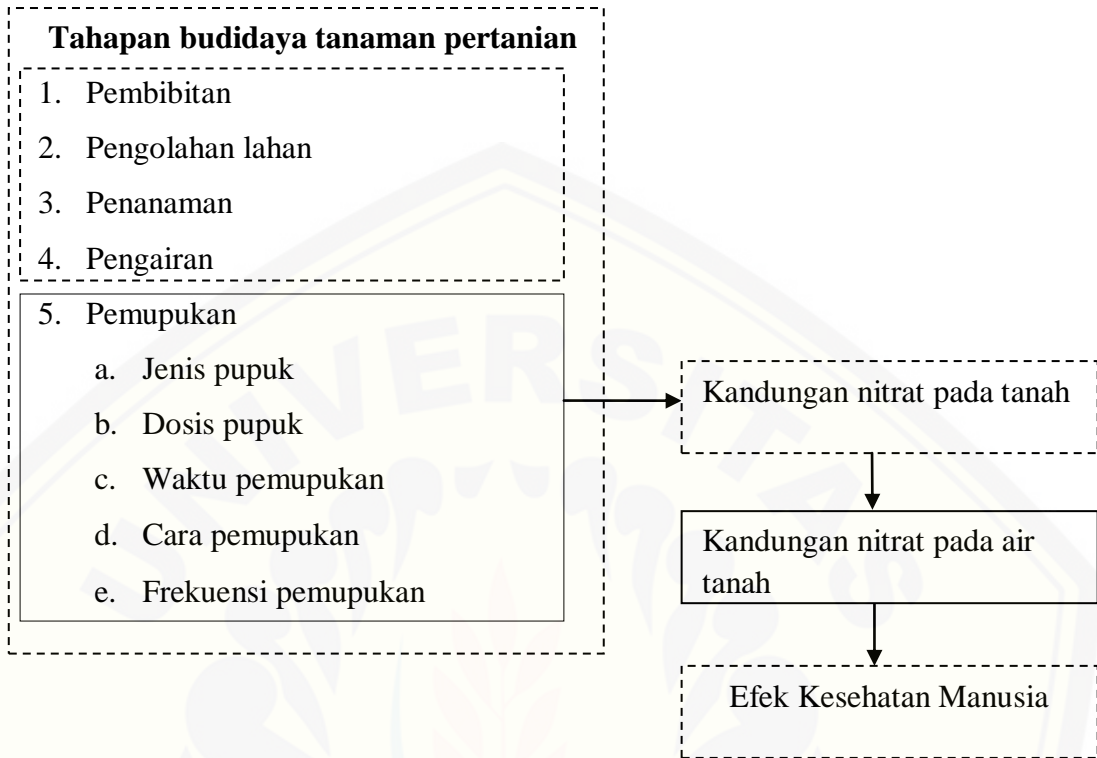 Tahapan budidaya tanaman pertanian
1. Pembibitan
2. Pengolahan lahan
3. Penanaman
4. Pengairan
5. Pemupukan
a. Jenis pupuk
b. Dosis pupuk
c. Waktu pemupukan
d. Cara pemupukan
e. Frekuensi pemupukan
Kandungan nitrat pada tanah
Kandungan nitrat pada air
tanah
Efek Kesehatan Manusia
UNIVERSITAS